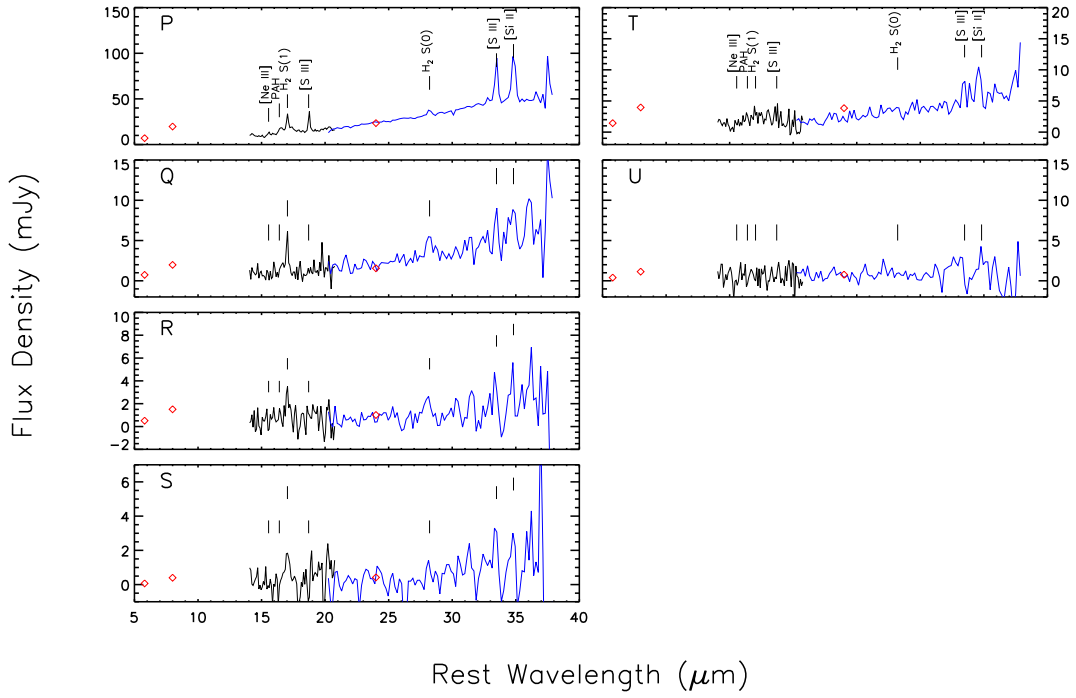 P
[Ne III]
PAH
H2 S(1)
[S III]
H2 S(0)
[S III]
[Si II]
150
100
50
0
T
[Ne III]
PAH
H2 S(1)
[S III]
H2 S(0)
[S III]
[Si II]
20
15
10
5
0
Q
15
10
5
0
U
15
10
5
0
R
10
8
6
4
2
0
−2
S
6
4
2
0
5 10 15 20 25 30 35 40
Flux Density (mJy)
Rest Wavelength (μm)